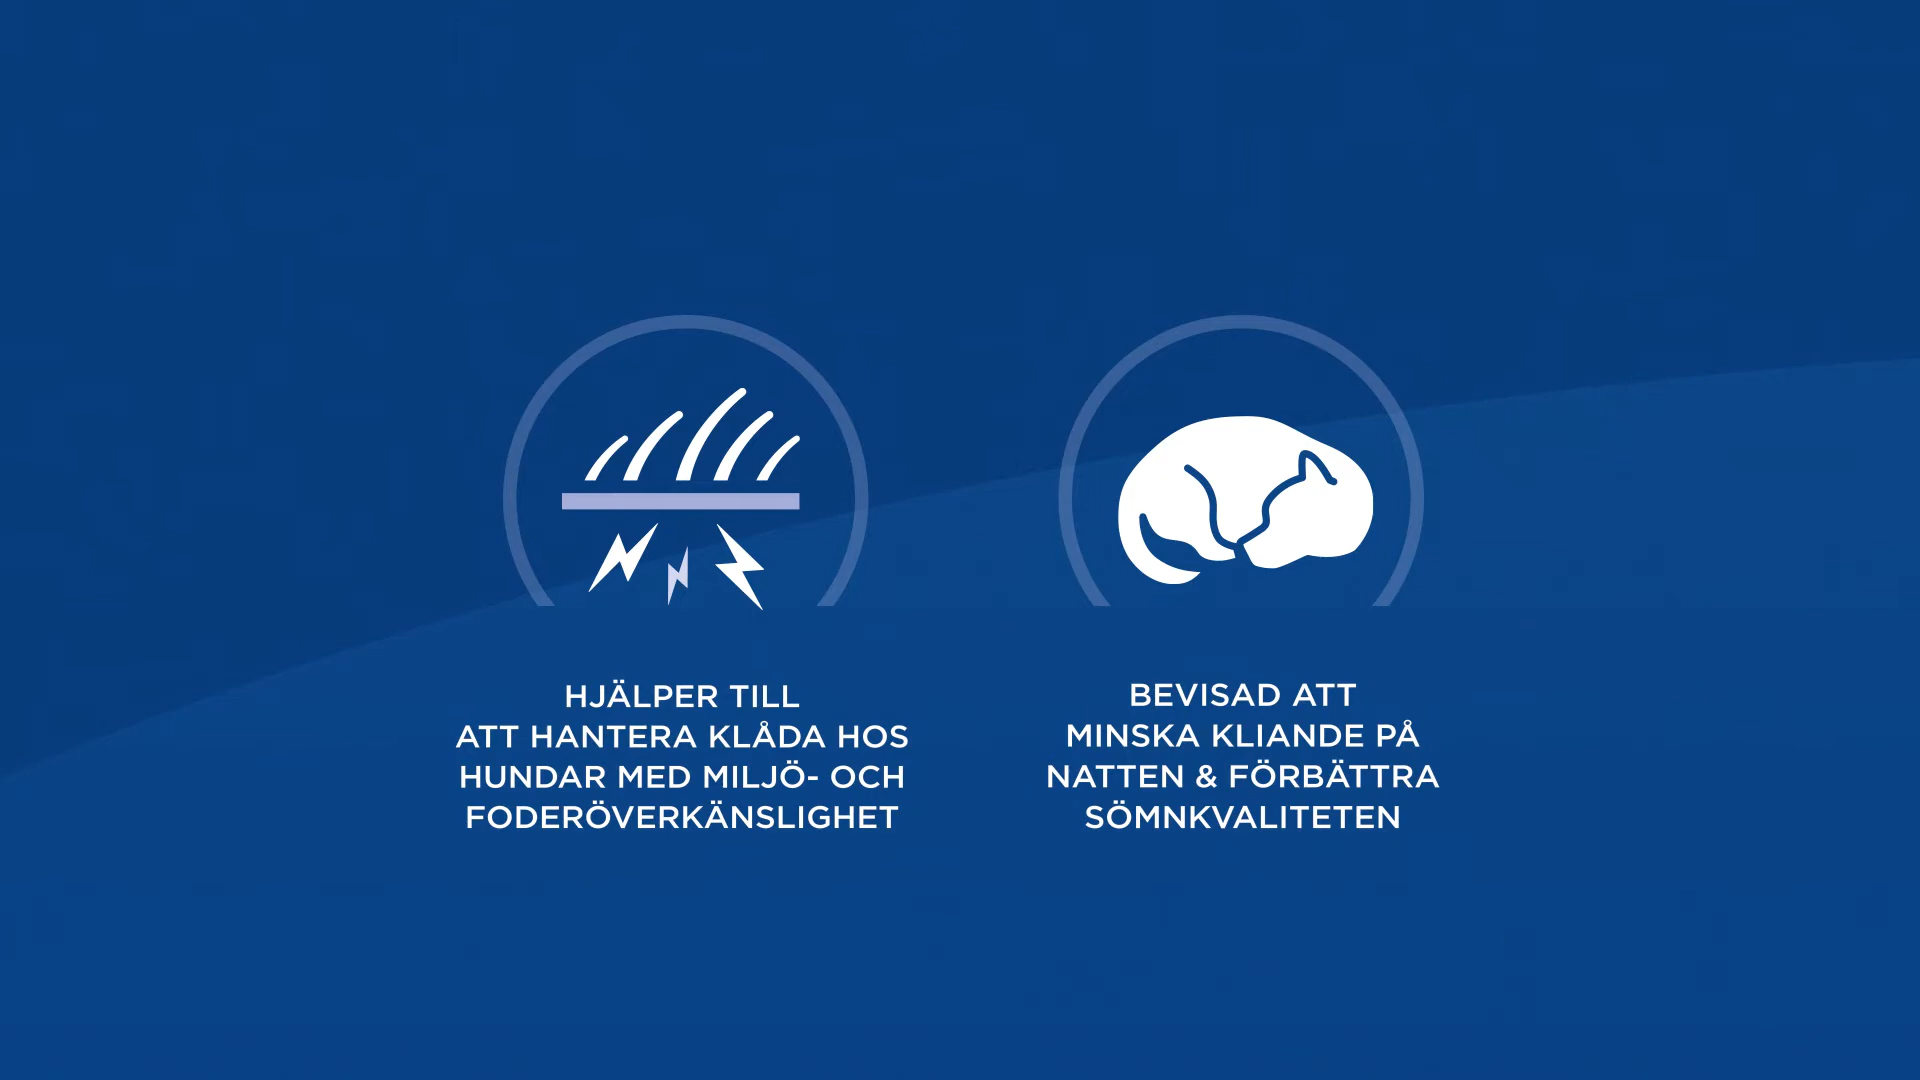 HJÄLPER TILL
ATT HANTERA KLÅDA HOS
HUNDAR MED MILJÖ- OCH
FODERÖVERKÄNSLIGHET
BEVISAD ATT
MINSKA KLIANDE PÅ
NATTEN & FÖRBÄTTRA
SÖMNKVALITETEN